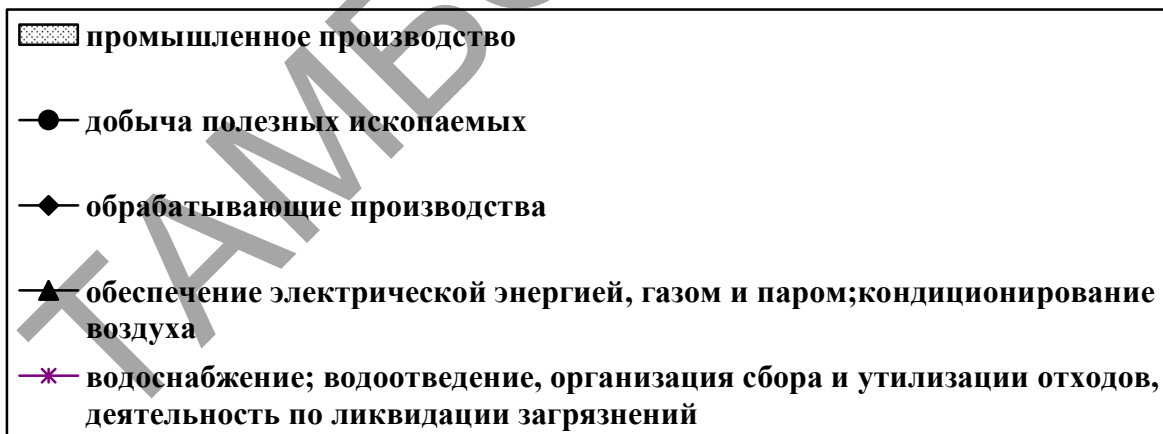 промышленное производство
добыча полезных ископаемых
обрабатывающие производства
обеспечение электрической энергией, газом и паром;кондиционирование
воздуха
водоснабжение; водоотведение, организация сбора и утилизации отходов,
деятельность по ликвидации загрязнений
ТАМБ